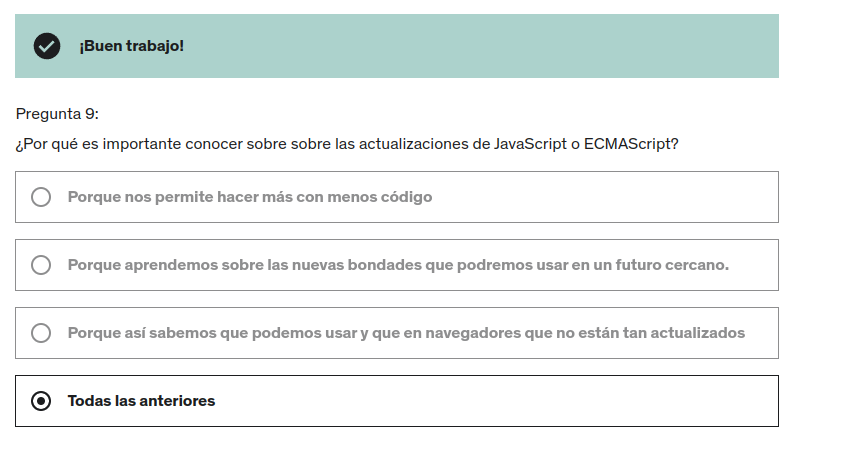 ¡Buen trabajo!
Pregunta 9:
¿Por qué es importante conocer sobre sobre las actualizaciones de JavaScript o ECMAScript?
Porque nos permite hacer más con menos código
Porque aprendemos sobre las nuevas bondades que podremos usar en un futuro cercano.
Porque así sabemos que podemos usar y que en navegadores que no están tan actualizados
Todas las anteriores